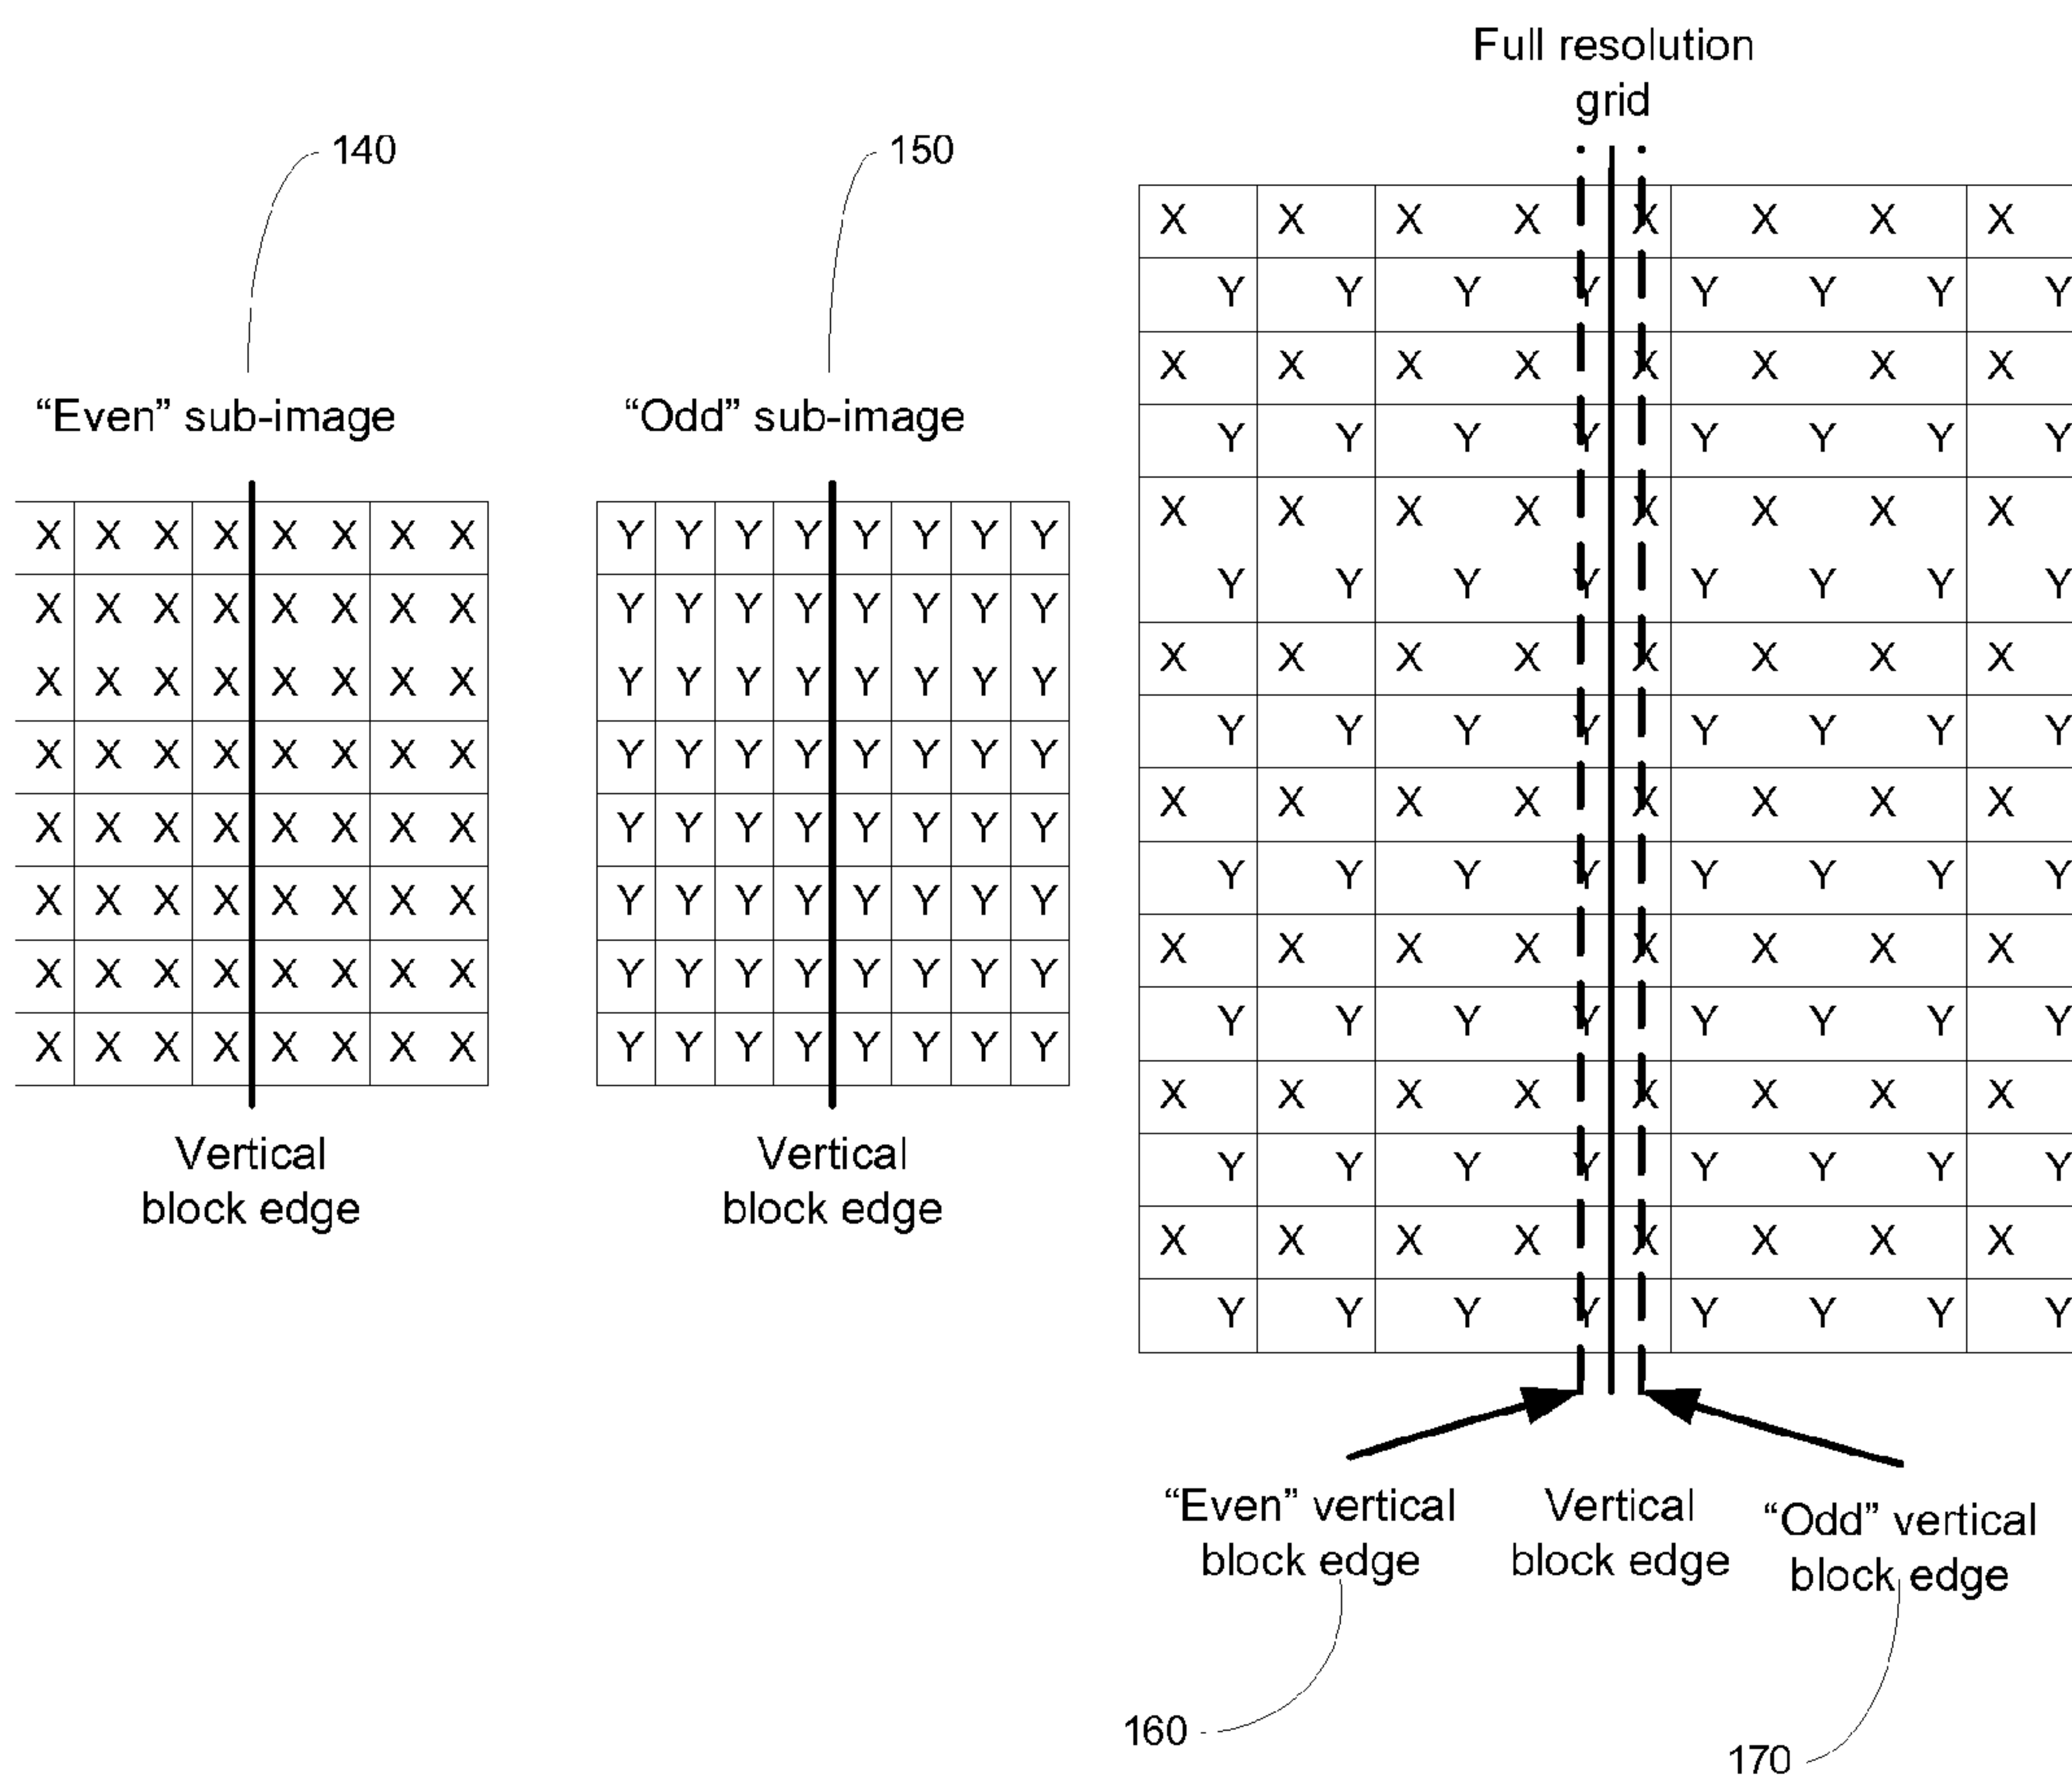 Full resolution
grid
140
150
"Even" sub-image
"Odd" sub-image
X X X X X X X X
X X X X X X X X
X X X X X X X X
X X X X X X X X
X X X X X X X X
X X X X X X X X
X X X X X X X X
X X X X X X X X
Y Y Y Y Y Y Y Y
Y Y Y Y Y Y Y Y
Y Y Y Y Y Y Y Y
Y Y Y Y Y Y Y Y
Y Y Y Y Y Y Y Y
Y Y Y Y Y Y Y Y
Y Y Y Y Y Y Y Y
Y Y Y Y Y Y Y Y
Vertical
block edge
Vertical
block edge
X X X X X X X X
Y Y Y Y Y Y Y Y
X X X X X X X X
Y Y Y Y Y Y Y Y
X X X X X X X X
Y Y Y Y Y Y Y Y
X X X X X X X X
Y Y Y Y Y Y Y Y
X X X X X X X X
Y Y Y Y Y Y Y Y
X X X X X X X X
Y Y Y Y Y Y Y Y
X X X X X X X X
Y Y Y Y Y Y Y Y
X X X X X X X X
Y Y Y Y Y Y Y Y
“Even” vertical
block edge
Vertical
block edge
“Odd” vertical
block edge
160
170